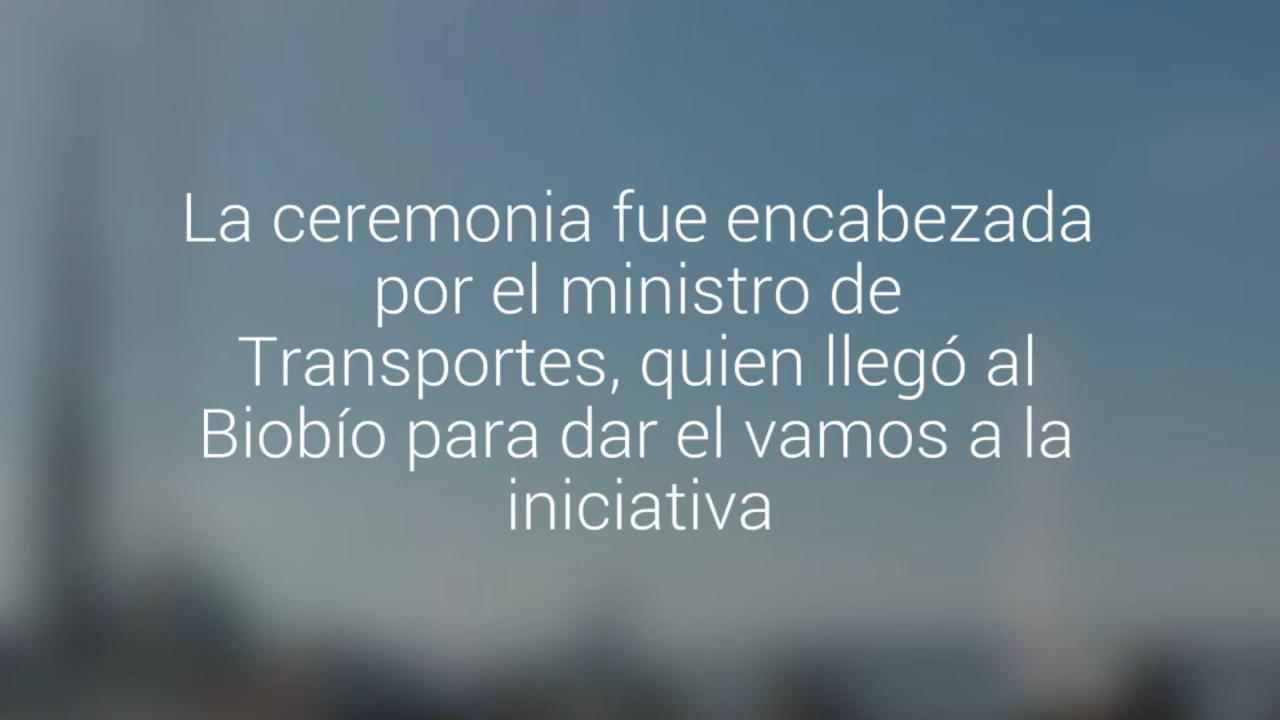 La ceremonia fue encabezada
por el ministro de
Transportes, quien llegó al
Biobío para dar el vamos a la
iniciativa